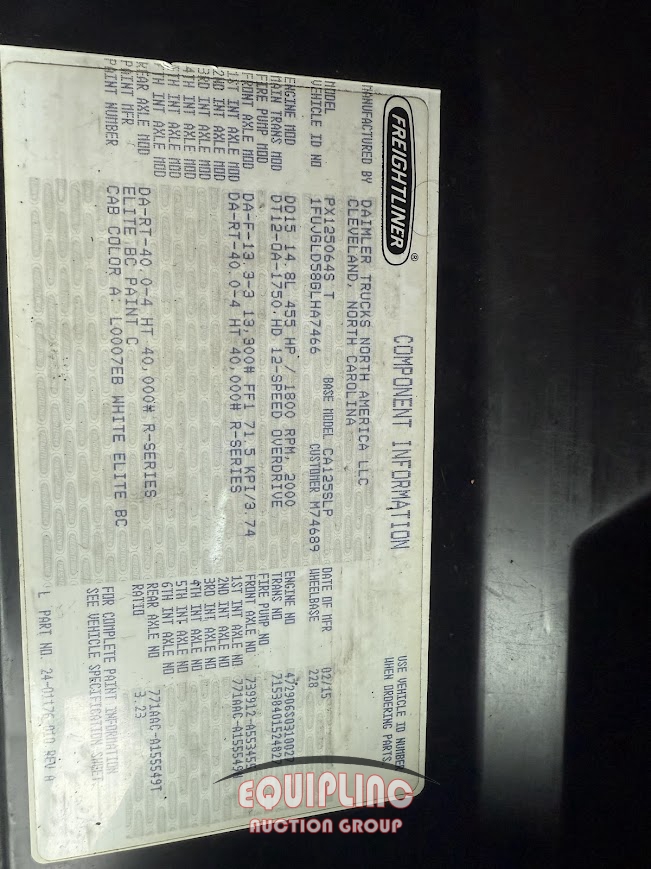 FREIGHTLINER®
COMPONENT INFORMATION
USE VEHICLE ID NUMBER
WHEN ORDERING PARTS
MANUFACTURED BY DAIMLER TRUCKS NORTH AMERICA LLC
CLEVELAND, NORTH CAROLINA
MODEL PX125064S T BASE MODEL CA125SLP DATE OF MFR 02/15
VEHICLE ID NO 1FUJGLD58GLHA7466 CUSTOMER M74689 WHEELBASE 228
ENGINE MOD DD15 14.8L 455 HP / 1800 RPM, 2000 ENGINE NO 472906S0310027
MAIN TRANS MOD DT12-OA-1750.HD 12-SPEED OVERDRIVE TRANS NO 71538401524827
FIRE PUMP MOD FIRE PUMP NO
FRONT AXLE MOD DA-F-13.3-3 13,300# FF1 71.5 KPI/3.74 FRONT AXLE NO
1ST INT AXLE MOD DA-RT-40.0-4 HT 40,000# R-SERIES 1ST INT AXLE NO
2ND INT AXLE MOD 2ND INT AXLE NO
3RD INT AXLE MOD 3RD INT AXLE NO
4TH INT AXLE MOD 4TH INT AXLE NO
5TH INT AXLE MOD 5TH INT AXLE NO
6TH INT AXLE MOD 6TH INT AXLE NO
REAR AXLE MOD DA-RT-40.0-4 HT 40,000# R-SERIES REAR AXLE NO 771AAC-A155549T
PAINT MFR ELITE BC PAINT C RATIO 3.23
PAINT NUMBER CAB COLOR A: L0007EB WHITE ELITE BC
FOR COMPLETE PAINT INFORMATION
SEE VEHICLE SPECIFICATION SHEET
PART NO. REV A
EQUIPLINC
AUCTION GROUP